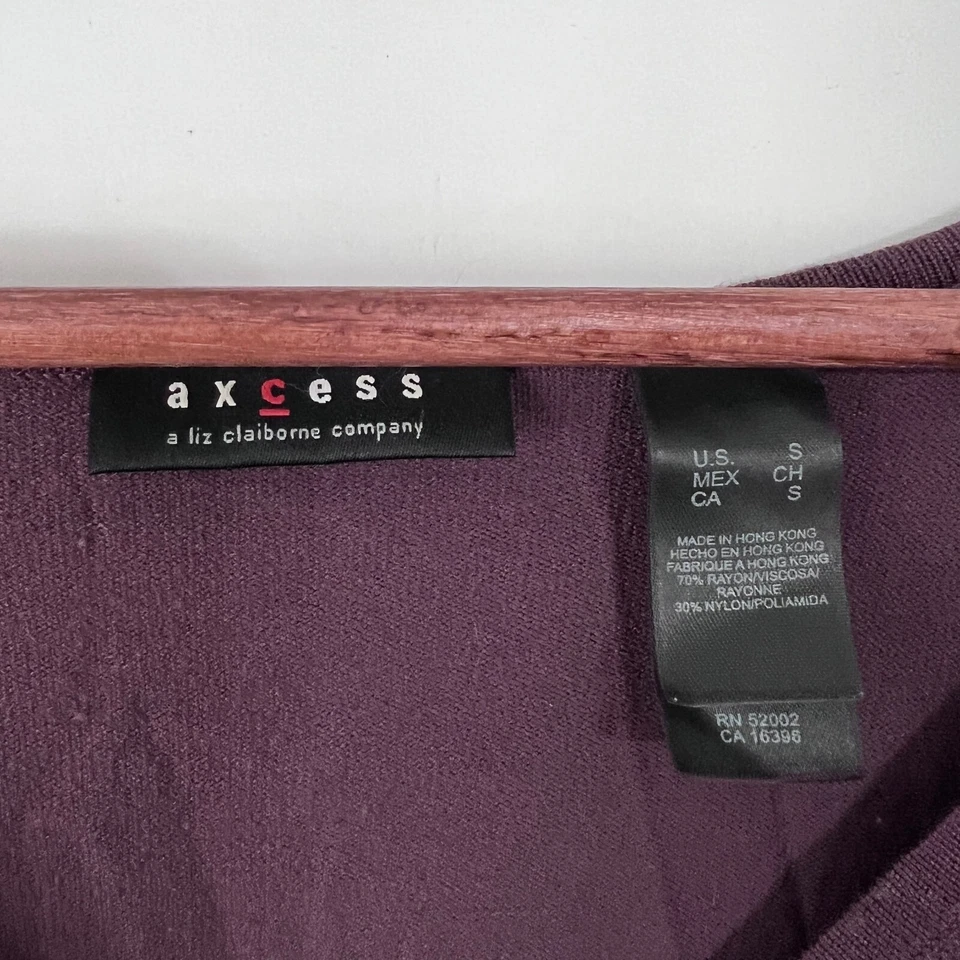 axcess
a liz claiborne company
U.S. S
MEX CH
CA S
MADE IN HONG KONG
HECHO EN HONG KONG
FABRIQUE A HONG KONG
70% RAYON/VISCOSA/
RAYONNE
30% NYLON/POLIAMIDA
RN 52002
CA 16398